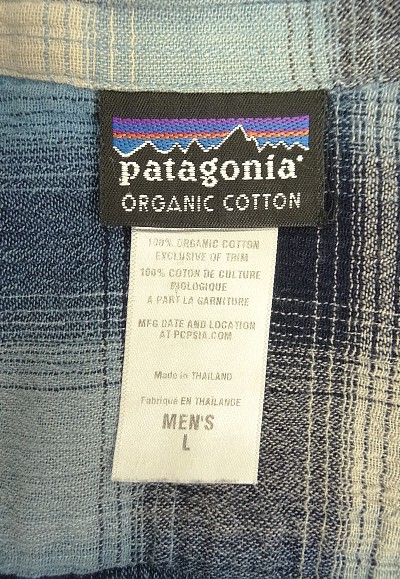 patagonia®
ORGANIC COTTON
100% ORGANIC COTTON
EXCLUSIVE OF TRIM
100% COTON DE CULTURE
BIOLOGIQUE
A PART LA GARNITURE
MFG DATE AND LOCATION
AT PCPSIA.COM
Made in THAILAND
Fabriqué EN THAILANDE
MEN'S
L